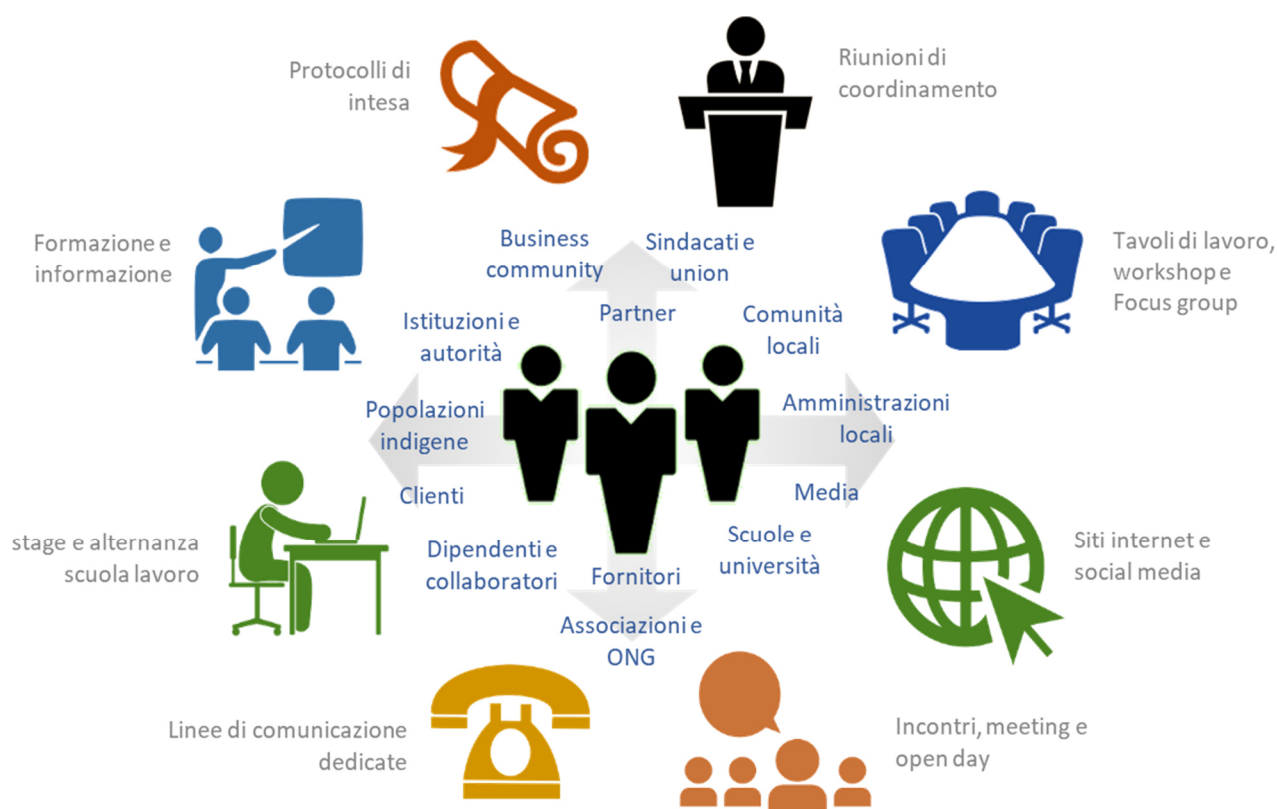 Protocolli di
intesa
Riunioni di
coordinamento
Formazione e
informazione
Tavoli di lavoro,
workshop e
Focus group
Business
community
Sindacati e
union
Partner
Istituzioni e
autorità
Comunità
locali
Popolazioni
indigene
Amministrazioni
locali
Clienti
Media
Dipendenti e
collaboratori
Fornitori
Scuole e
università
Associazioni e
ONG
stage e alternanza
scuola lavoro
Siti internet e
social media
Linee di comunicazione
dedicate
Incontri, meeting e
open day